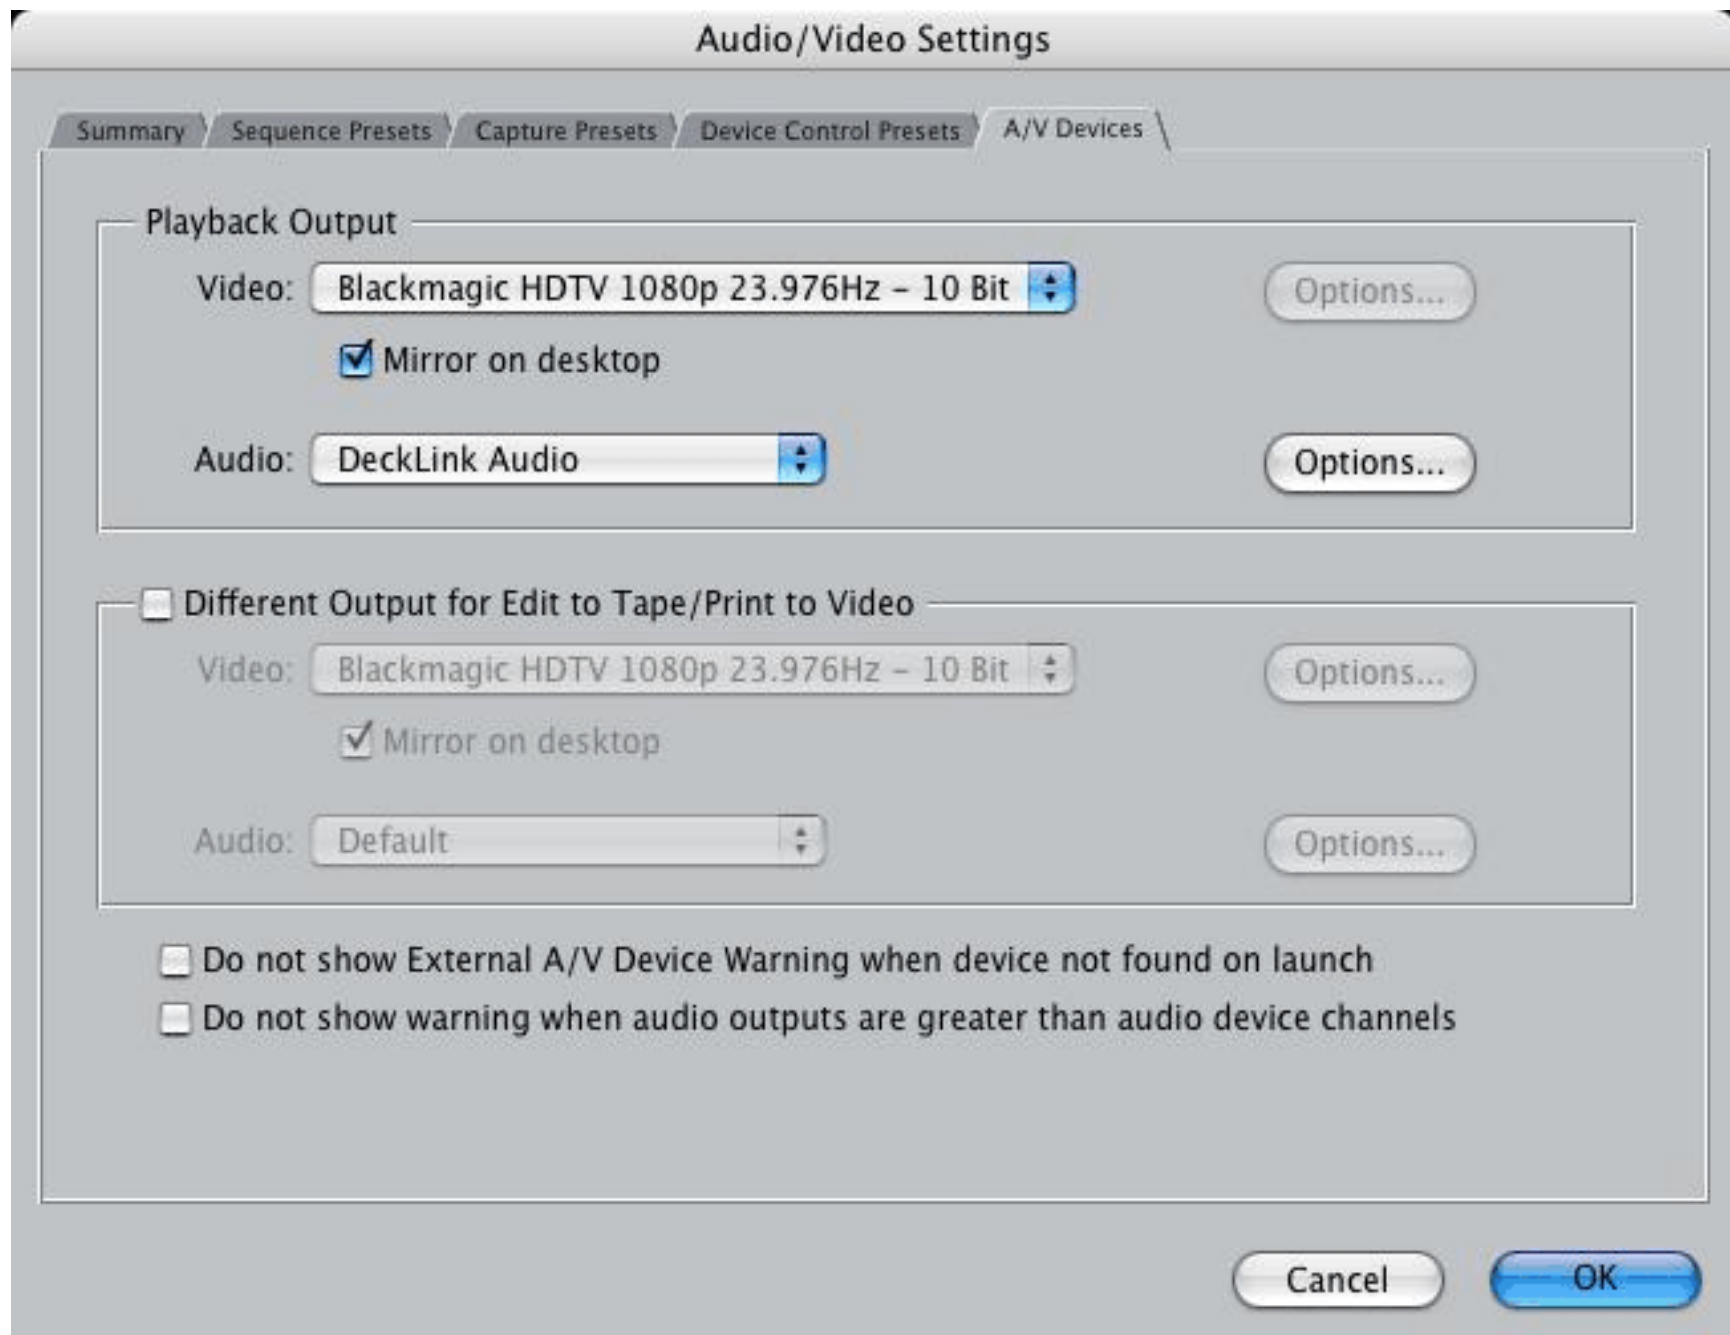 Audio/Video Settings
Summary Sequence Presets Capture Presets Device Control Presets A/V Devices
Playback Output
Video: Blackmagic HDTV 1080p 23.976Hz – 10 Bit Options...
Mirror on desktop
Audio: DeckLink Audio Options...
Different Output for Edit to Tape/Print to Video
Video: Blackmagic HDTV 1080p 23.976Hz – 10 Bit Options...
Mirror on desktop
Audio: Default Options...
Do not show External A/V Device Warning when device not found on launch
Do not show warning when audio outputs are greater than audio device channels
Cancel OK